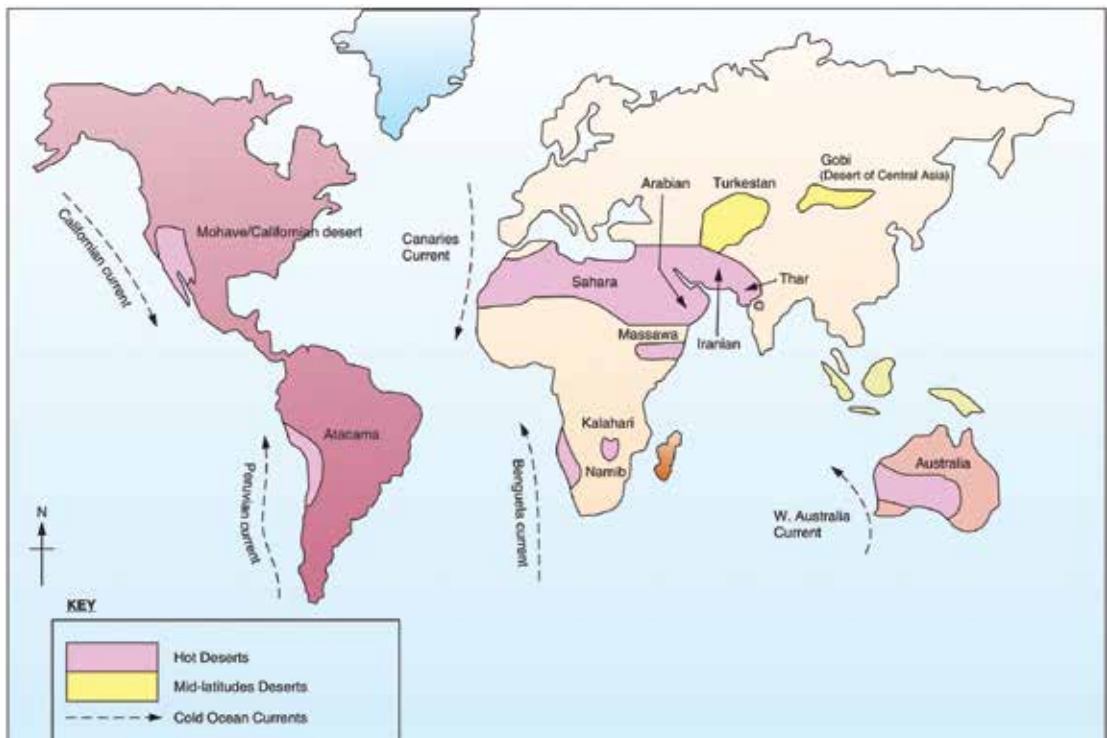 Gobi
(Desert of Central Asia)
Arabian
Turkestan
Californian current
Mohave/Californian desert
Canaries
Current
Sahara
Thar
Massawa
Iranian
Kalahari
Atacama
Namib
Australia
Peruvian current
Benguela current
W. Australia
Current
N
KEY
Hot Deserts
Mid-latitudes Deserts
Cold Ocean Currents